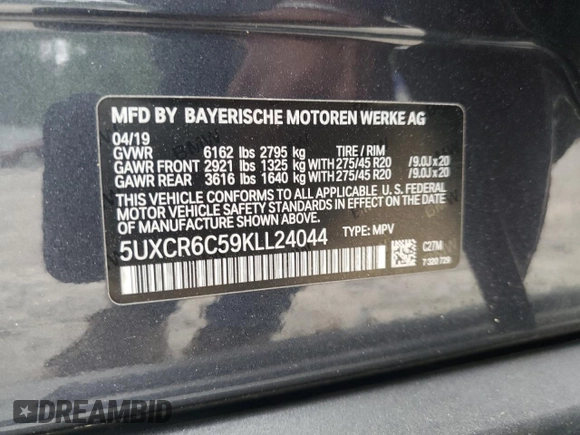 MFD BY BAYERISCHE MOTOREN WERKE AG
04/19
GVWR 6162 lbs 2795 kg TIRE / RIM
GAWR FRONT 2921 lbs 1325 kg WITH 275/45 R20 /9.0J x 20
GAWR REAR 3616 lbs 1640 kg WITH 275/45 R20 /9.0J x 20
THIS VEHICLE CONFORMS TO ALL APPLICABLE U. S. FEDERAL
MOTOR VEHICLE SAFETY STANDARDS IN EFFECT ON THE DATE
OF MANUFACTURE SHOWN ABOVE.
5UXCR6C59KLL24044 TYPE: MPV
C27M
7 320 729
DREAMBID